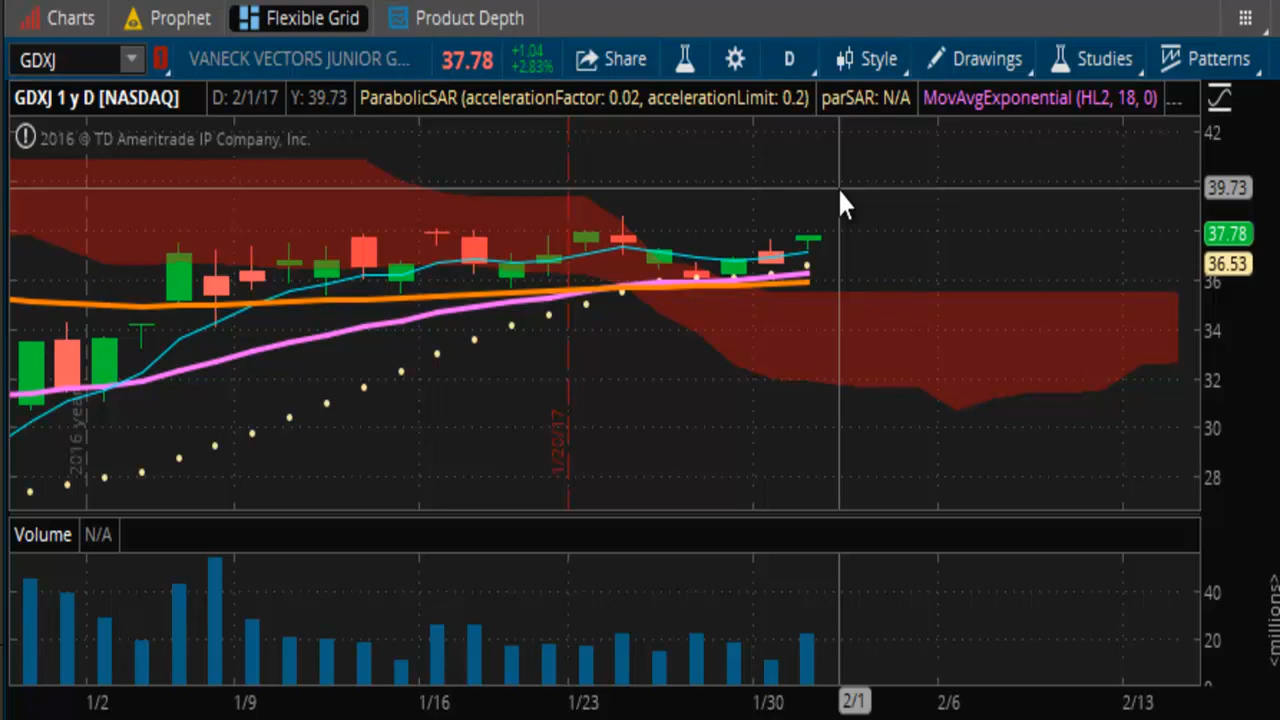 Charts Prophet Flexible Grid Product Depth
GDXJ VANECK VECTORS JUNIOR G... 37.78 +1.04 Share D Style Drawings Studies Patterns
+2.83%
GDXJ 1 y D [NASDAQ] D: 2/1/17 Y: 39.73 ParabolicSAR (accelerationFactor: 0.02, accelerationLimit: 0.2) parSAR: N/A MovAvgExponential (HL2, 18, 0) ...
2016 © TD Ameritrade IP Company, Inc.
42
39.73
37.78
36.53
36
34
32
30
28
2016 year
1/20/17
Volume N/A
40
20
0
<millions>
1/2 1/9 1/16 1/23 1/30 2/1 2/6 2/13